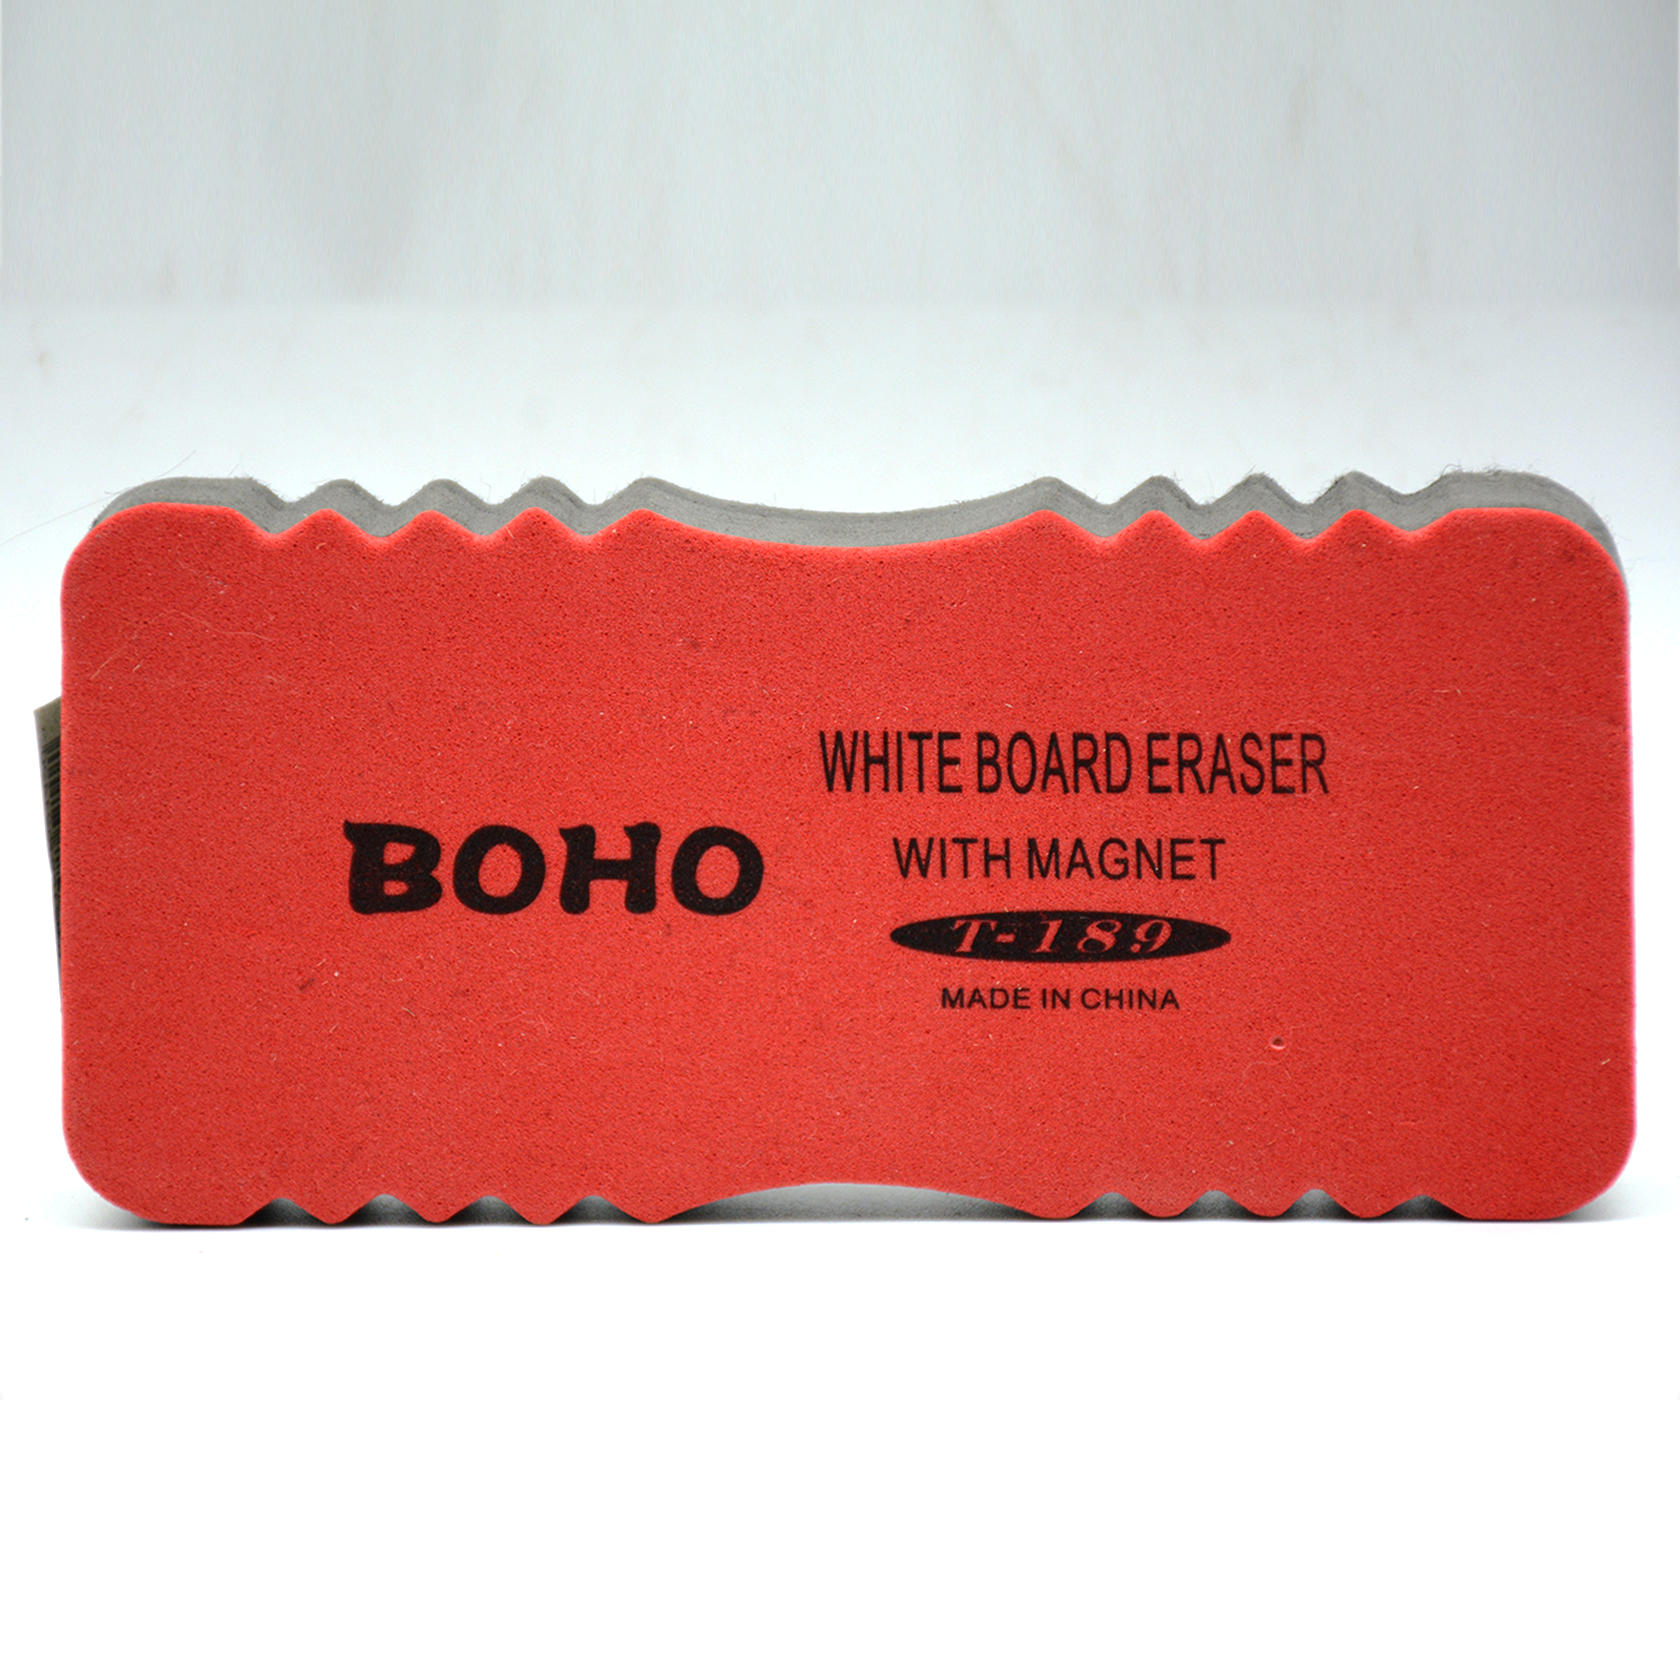 BOHO
WHITE BOARD ERASER
WITH MAGNET
T-189
MADE IN CHINA